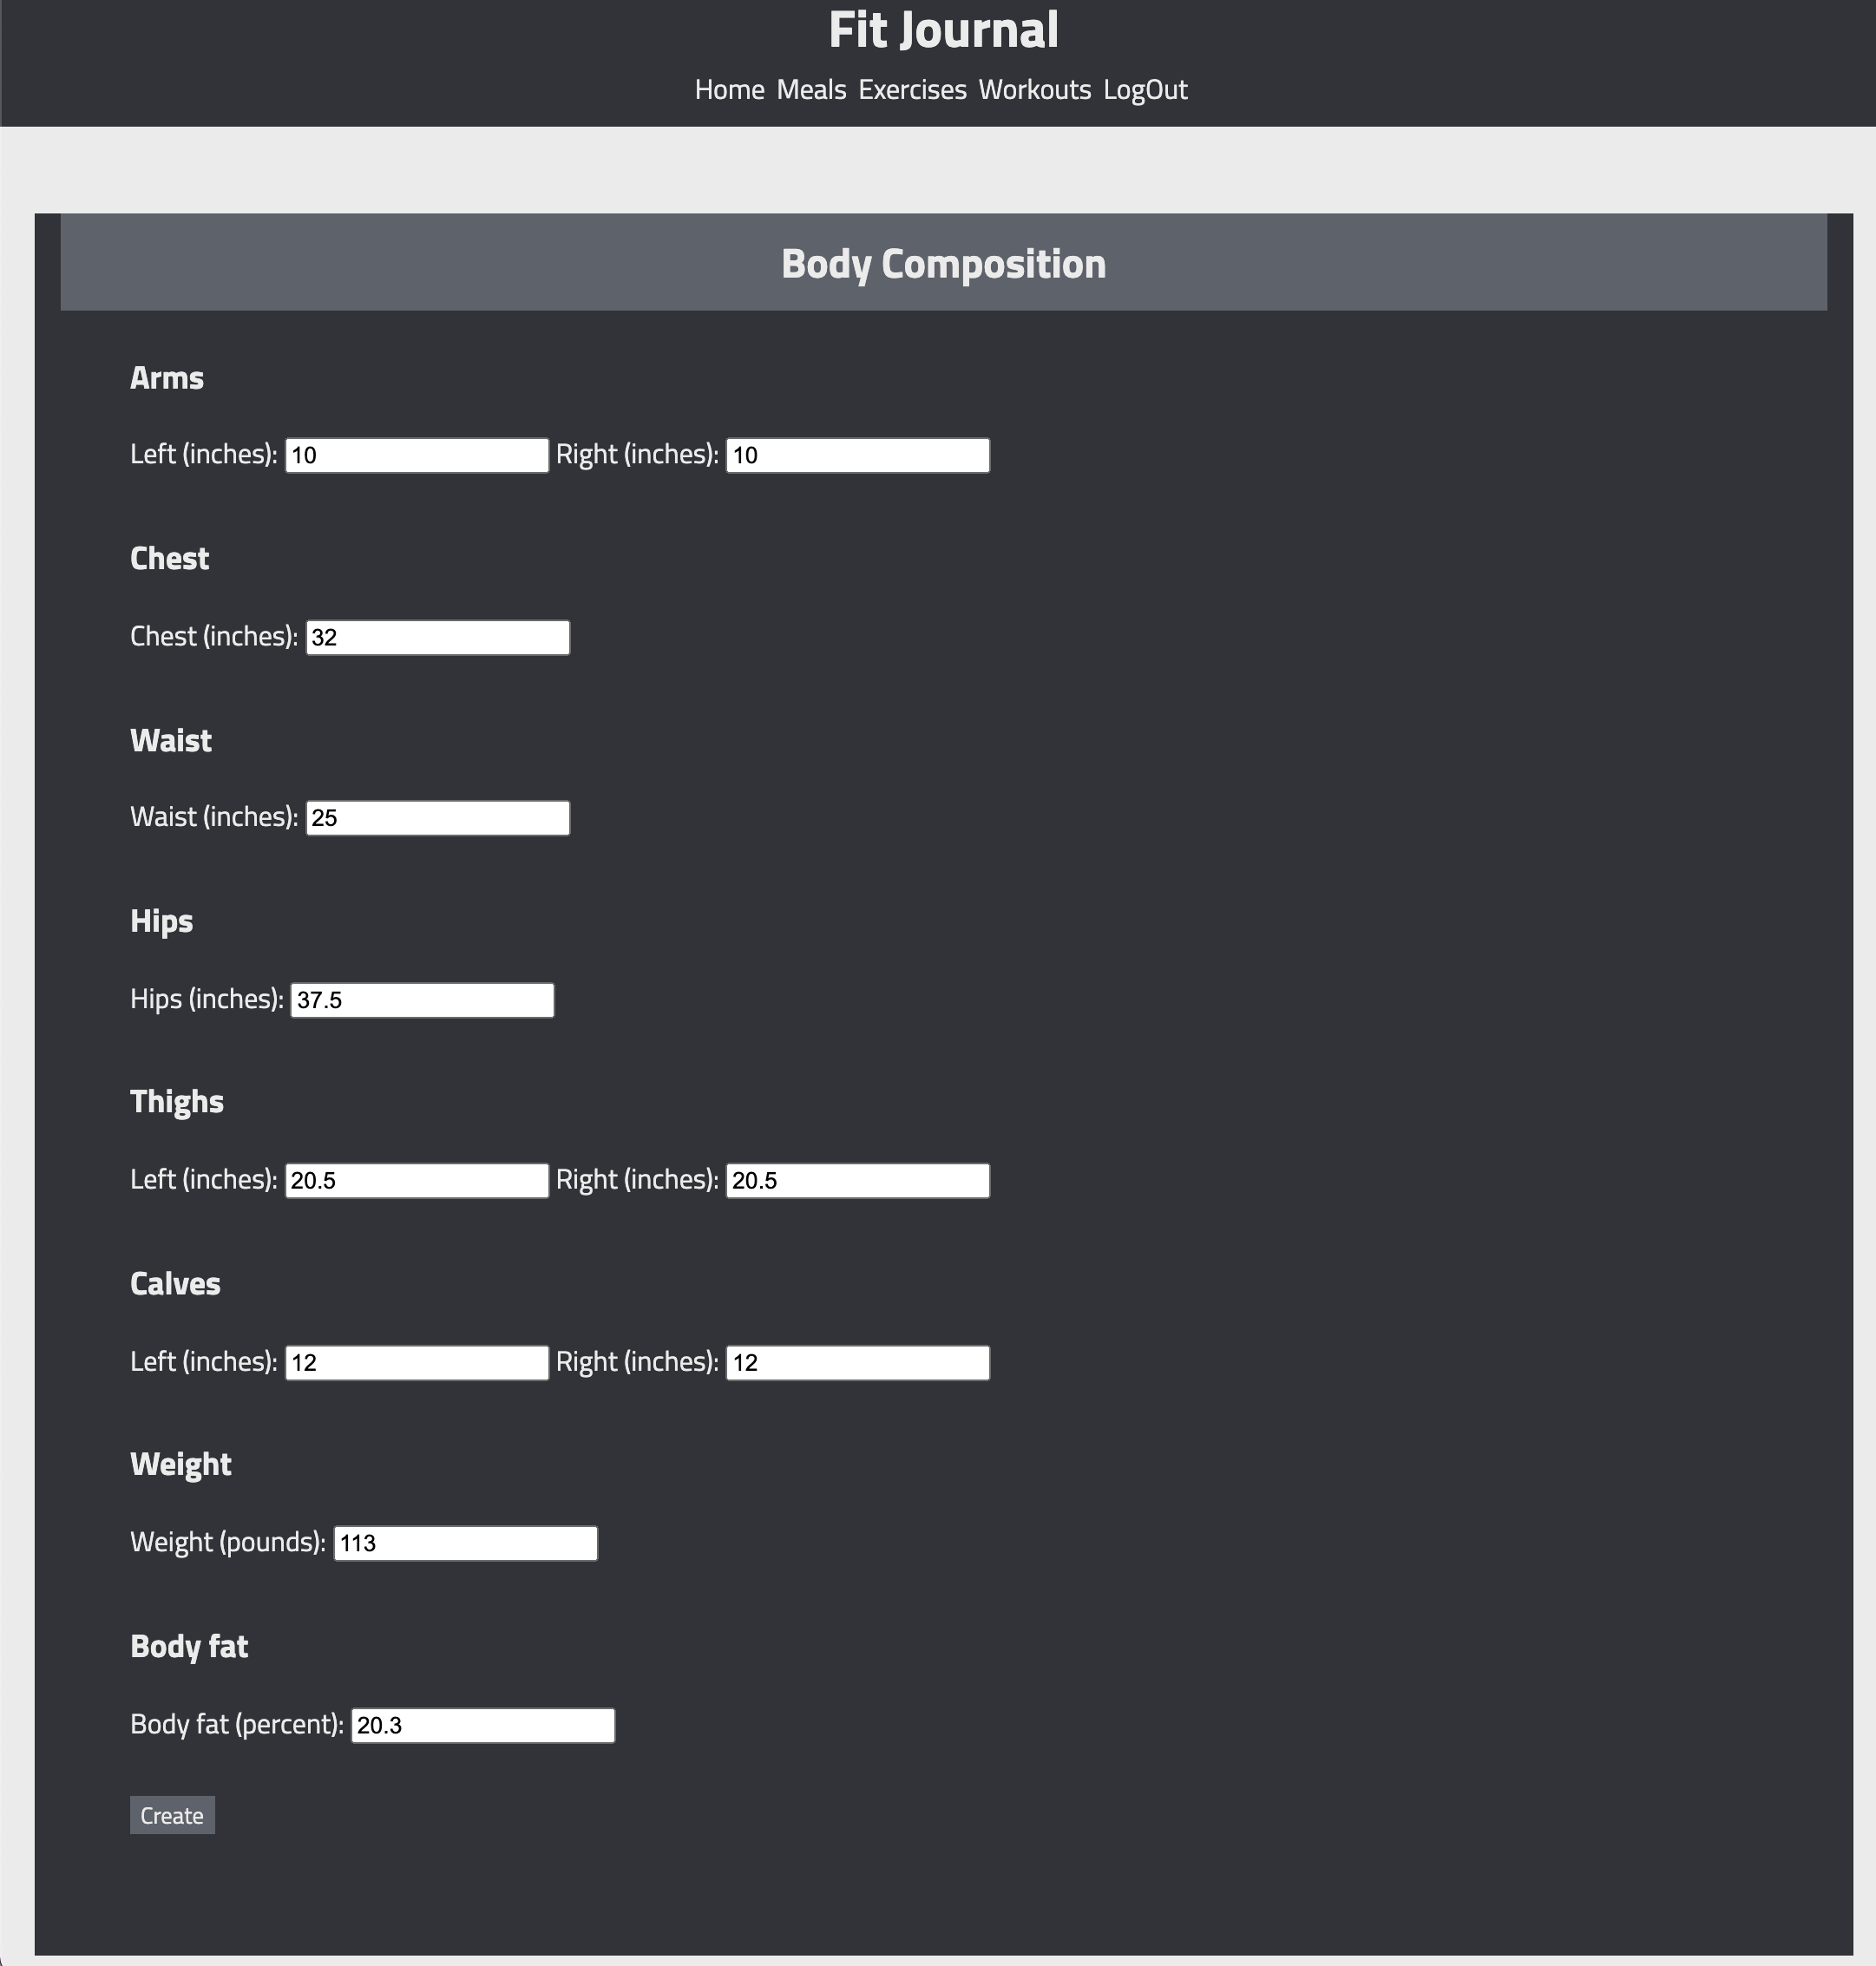 Fit Journal
Home Meals Exercises Workouts LogOut
Body Composition
Arms
Left (inches): 10 Right (inches): 10
Chest
Chest (inches): 32
Waist
Waist (inches): 25
Hips
Hips (inches): 37.5
Thighs
Left (inches): 20.5 Right (inches): 20.5
Calves
Left (inches): 12 Right (inches): 12
Weight
Weight (pounds): 113
Body fat
Body fat (percent): 20.3
Create